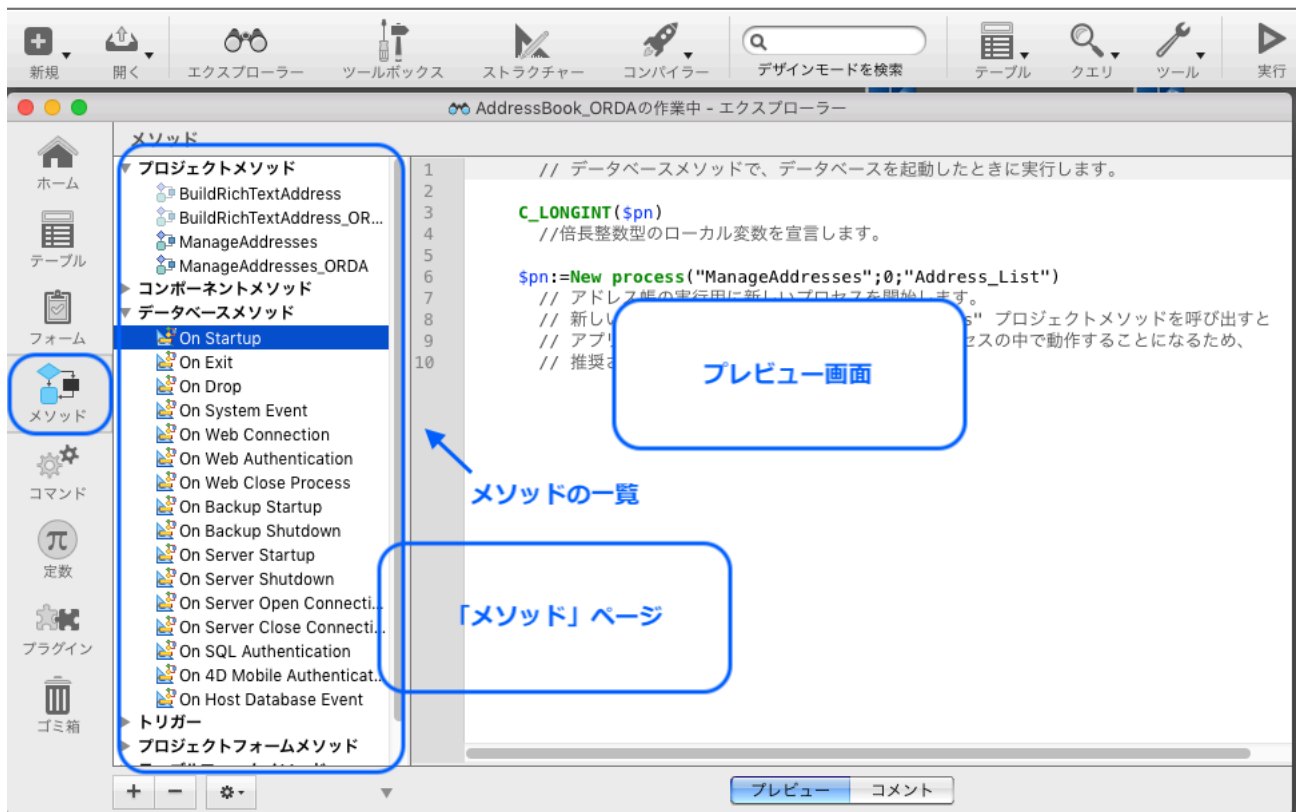 新規
開く
エクスプローラー
ツールボックス
ストラクチャー
コンパイラー
デザインモードを検索
テーブル
クエリ
ツール
実行
AddressBook_ORDAの作業中 - エクスプローラー
ホーム
テーブル
フォーム
メソッド
コマンド
π
定数
プラグイン
ゴミ箱
メソッド
プロジェクトメソッド
BuildRichTextAddress
BuildRichTextAddress_OR...
ManageAddresses
ManageAddresses_ORDA
コンポーネントメソッド
データベースメソッド
On Startup
On Exit
On Drop
On System Event
On Web Connection
On Web Authentication
On Web Close Process
On Backup Startup
On Backup Shutdown
On Server Startup
On Server Shutdown
On Server Open Connecti...
On Server Close Connecti...
On SQL Authentication
On 4D Mobile Authenticat...
On Host Database Event
トリガー
プロジェクトフォームメソッド
1 // データベースメソッドで、データベースを起動したときに実行します。
2
3 C_LONGINT($pn)
4 //倍長整数型のローカル変数を宣言します。
5
6 $pn:=New process("ManageAddresses";0;"Address_List")
7 // アドレス帳の実行用に新しいプロセスを開始します。
8 // 新しい s" プロジェクトメソッドを呼び出すと
9 // アプリ セスの中で動作することになるため、
10 // 推奨
プレビュー画面
メソッドの一覧
「メソッド」ページ
プレビュー
コメント